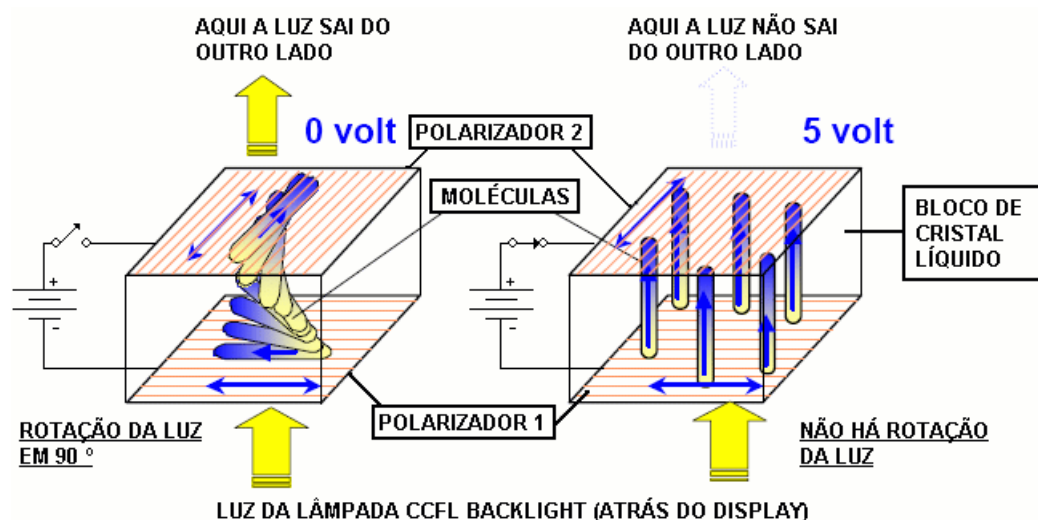 AQUI A LUZ SAI DO
OUTRO LADO
AQUI A LUZ NÃO SAI
DO OUTRO LADO
0 volt
POLARIZADOR 2
5 volt
MOLÉCULAS
BLOCO DE
CRISTAL
LÍQUIDO
+
-
+
-
POLARIZADOR 1
ROTAÇÃO DA LUZ
EM 90 º
NÃO HÁ ROTAÇÃO
DA LUZ
LUZ DA LÂMPADA CCFL BACKLIGHT (ATRÁS DO DISPLAY)